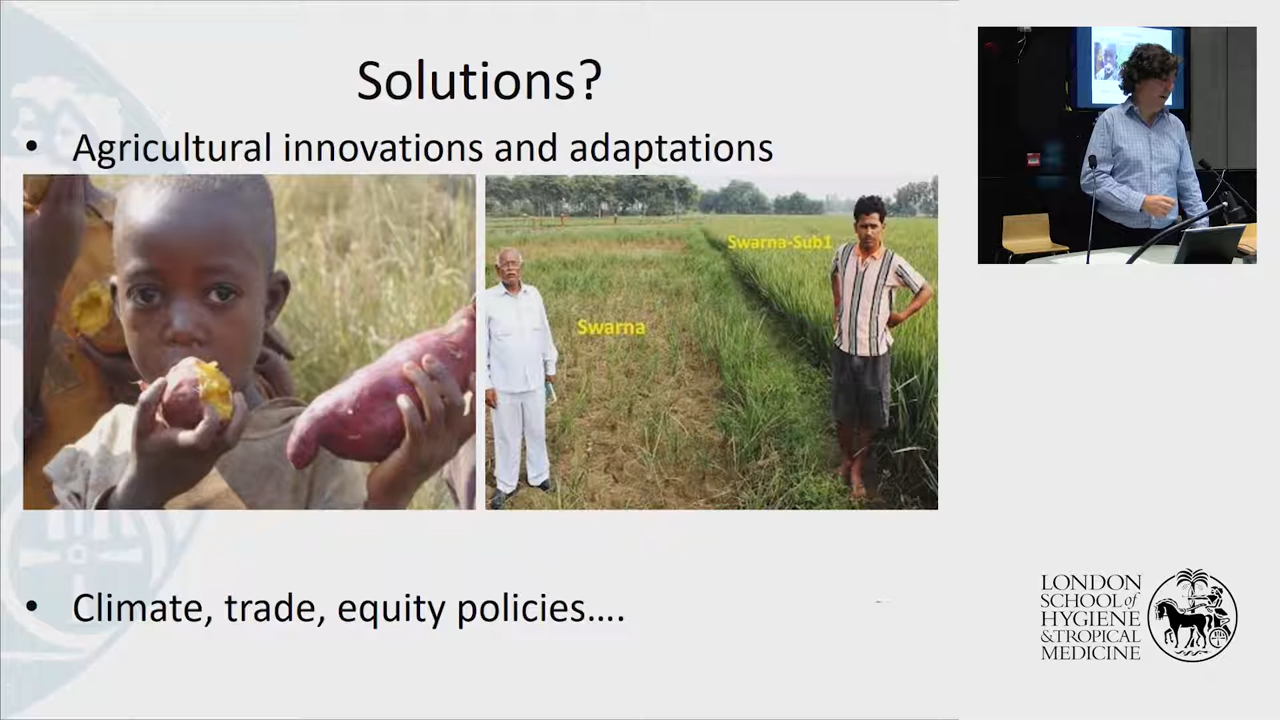 Solutions?
• Agricultural innovations and adaptations
Swarna-Sub1
Swarna
• Climate, trade, equity policies....
LONDON
SCHOOL of
HYGIENE
& TROPICAL
MEDICINE